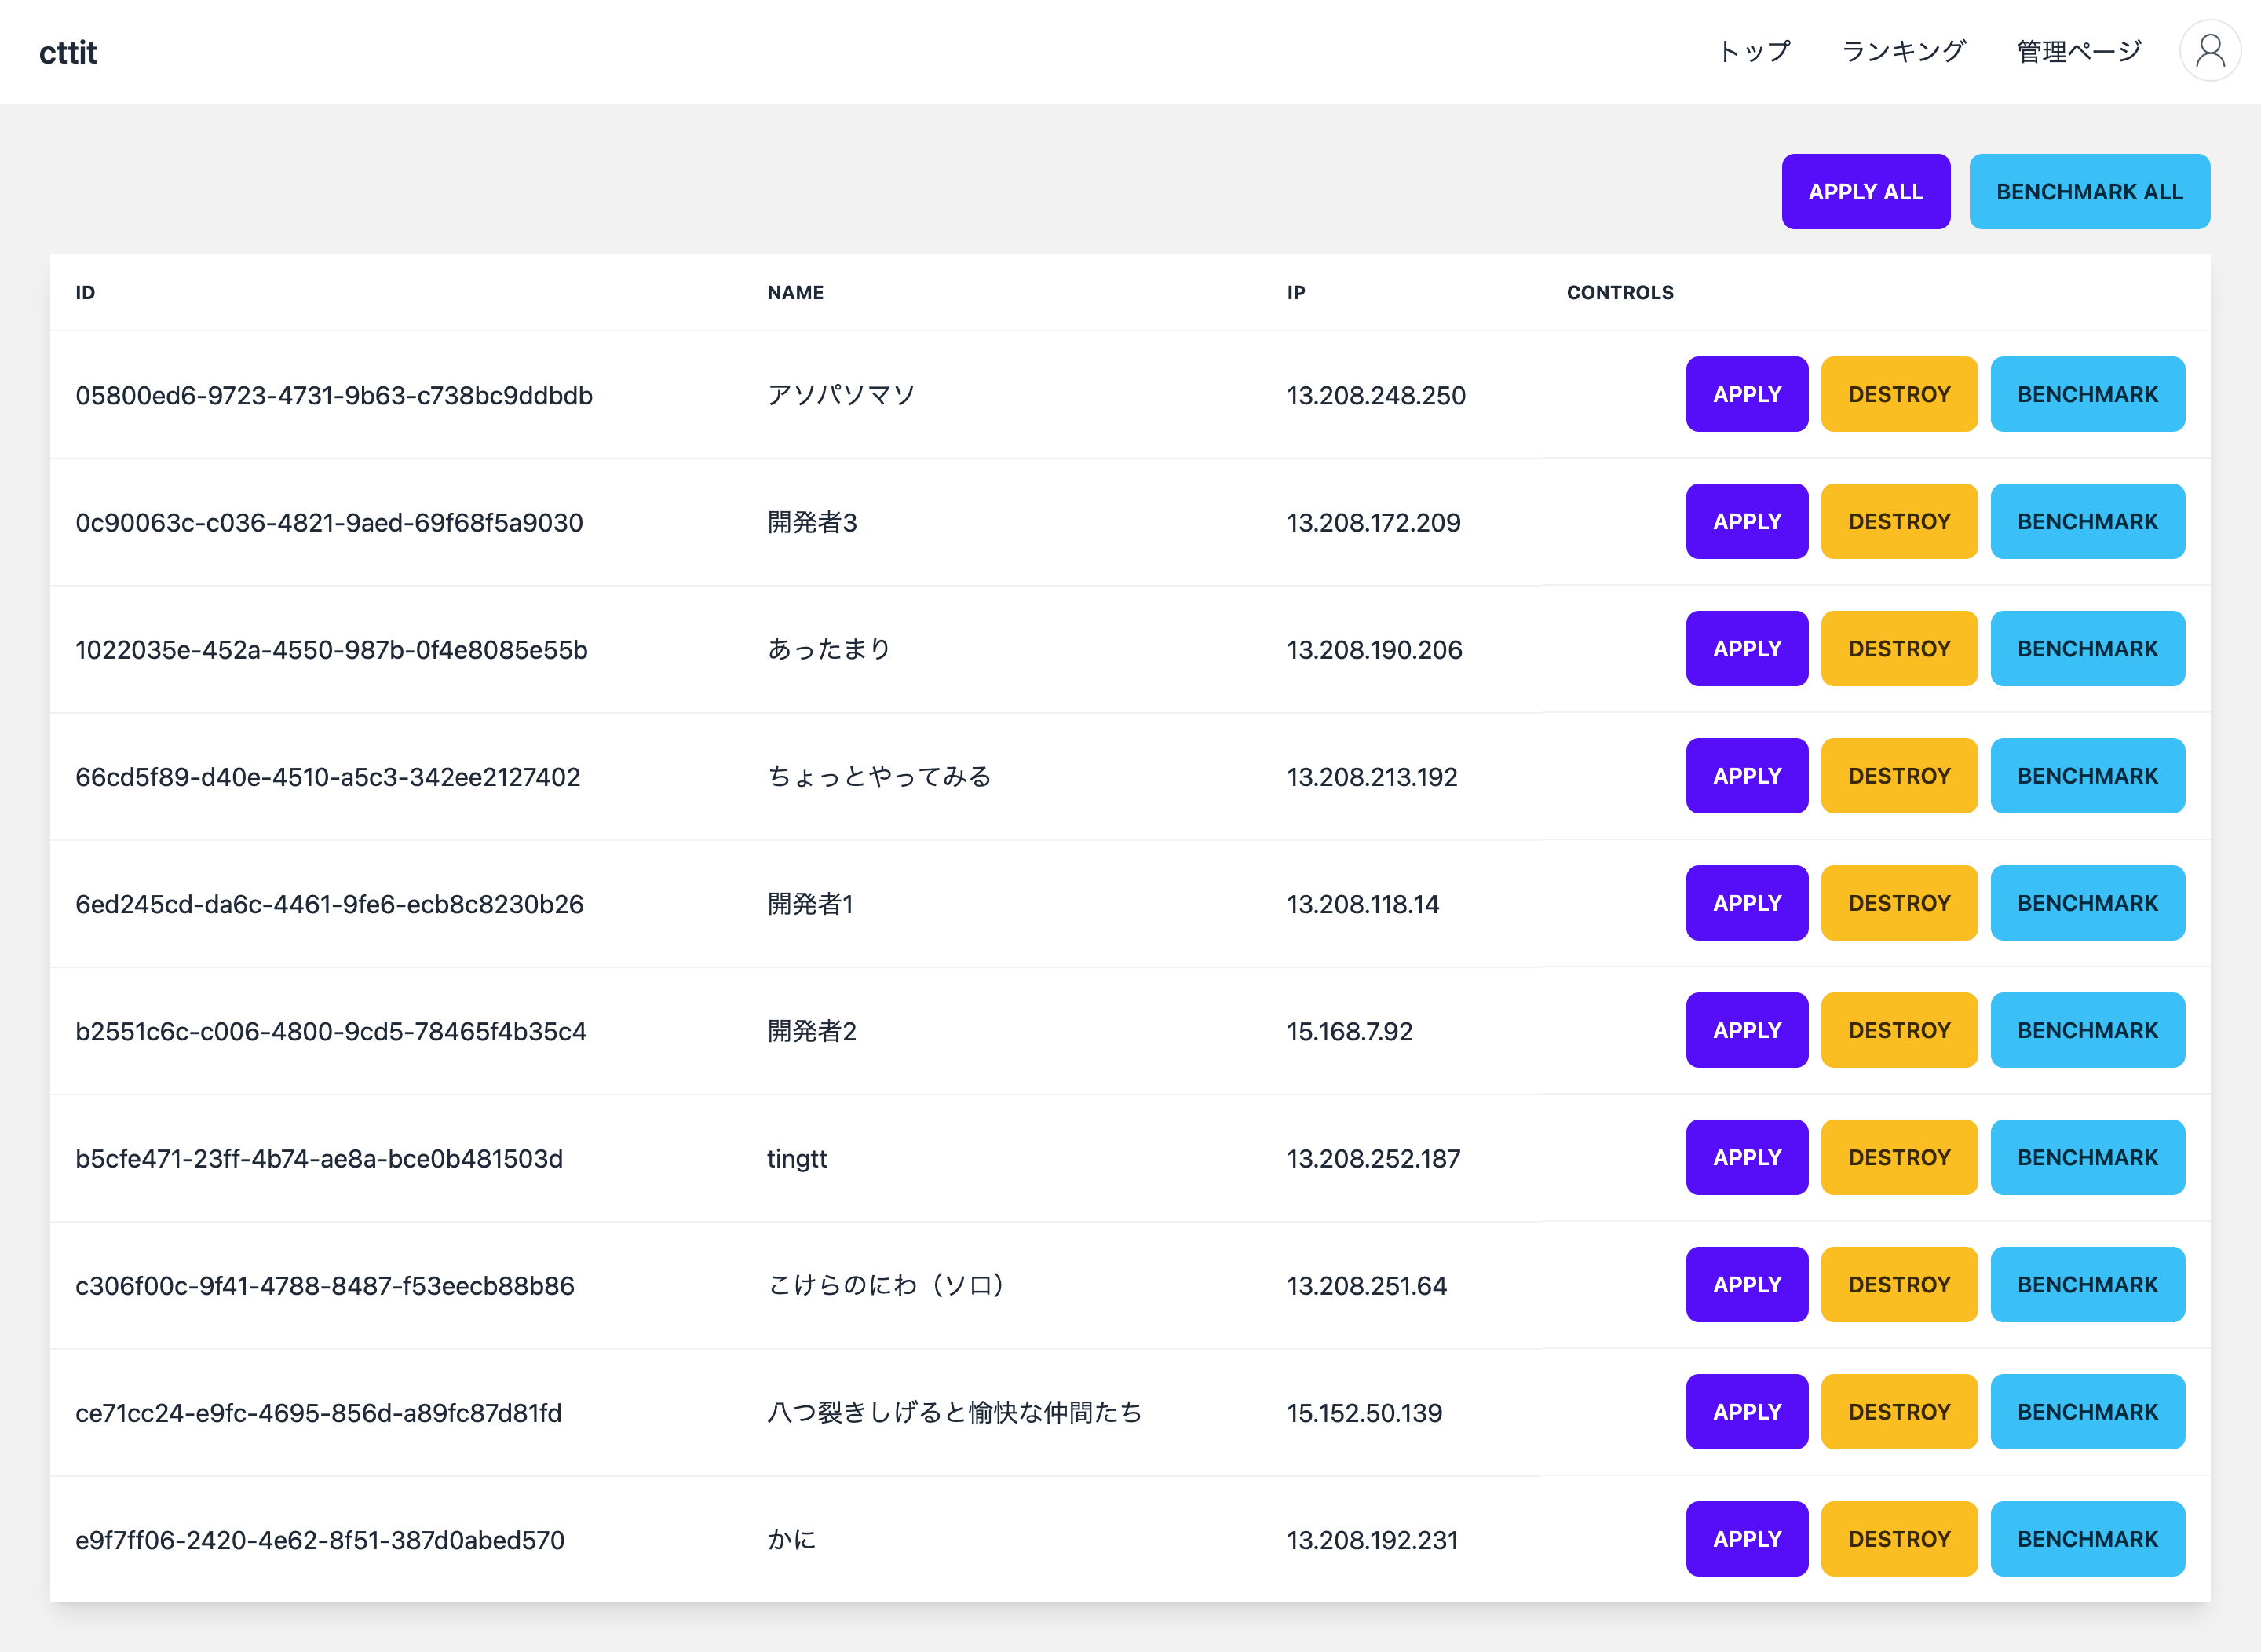 cttit トップ ランキング 管理ページ
APPLY ALL BENCHMARK ALL
ID NAME IP CONTROLS
05800ed6-9723-4731-9b63-c738bc9ddbdb アソパソマソ 13.208.248.250 APPLY DESTROY BENCHMARK
0c90063c-c036-4821-9aed-69f68f5a9030 開発者3 13.208.172.209 APPLY DESTROY BENCHMARK
1022035e-452a-4550-987b-0f4e8085e55b あったまり 13.208.190.206 APPLY DESTROY BENCHMARK
66cd5f89-d40e-4510-a5c3-342ee2127402 ちょっとやってみる 13.208.213.192 APPLY DESTROY BENCHMARK
6ed245cd-da6c-4461-9fe6-ecb8c8230b26 開発者1 13.208.118.14 APPLY DESTROY BENCHMARK
b2551c6c-c006-4800-9cd5-78465f4b35c4 開発者2 15.168.7.92 APPLY DESTROY BENCHMARK
b5cfe471-23ff-4b74-ae8a-bce0b481503d tingtt 13.208.252.187 APPLY DESTROY BENCHMARK
c306f00c-9f41-4788-8487-f53eecb88b86 こけらのにわ（ソロ） 13.208.251.64 APPLY DESTROY BENCHMARK
ce71cc24-e9fc-4695-856d-a89fc87d81fd 八つ裂きしげると愉快な仲間たち 15.152.50.139 APPLY DESTROY BENCHMARK
e9f7ff06-2420-4e62-8f51-387d0abed570 かに 13.208.192.231 APPLY DESTROY BENCHMARK